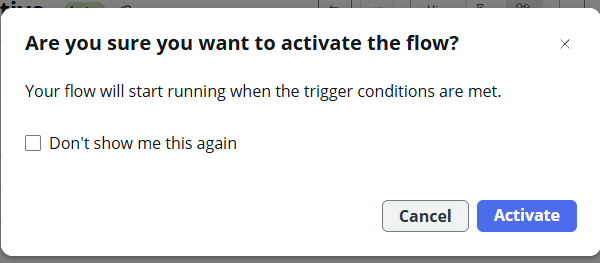 Are you sure you want to activate the flow?
Your flow will start running when the trigger conditions are met.
Don't show me this again
Cancel Activate